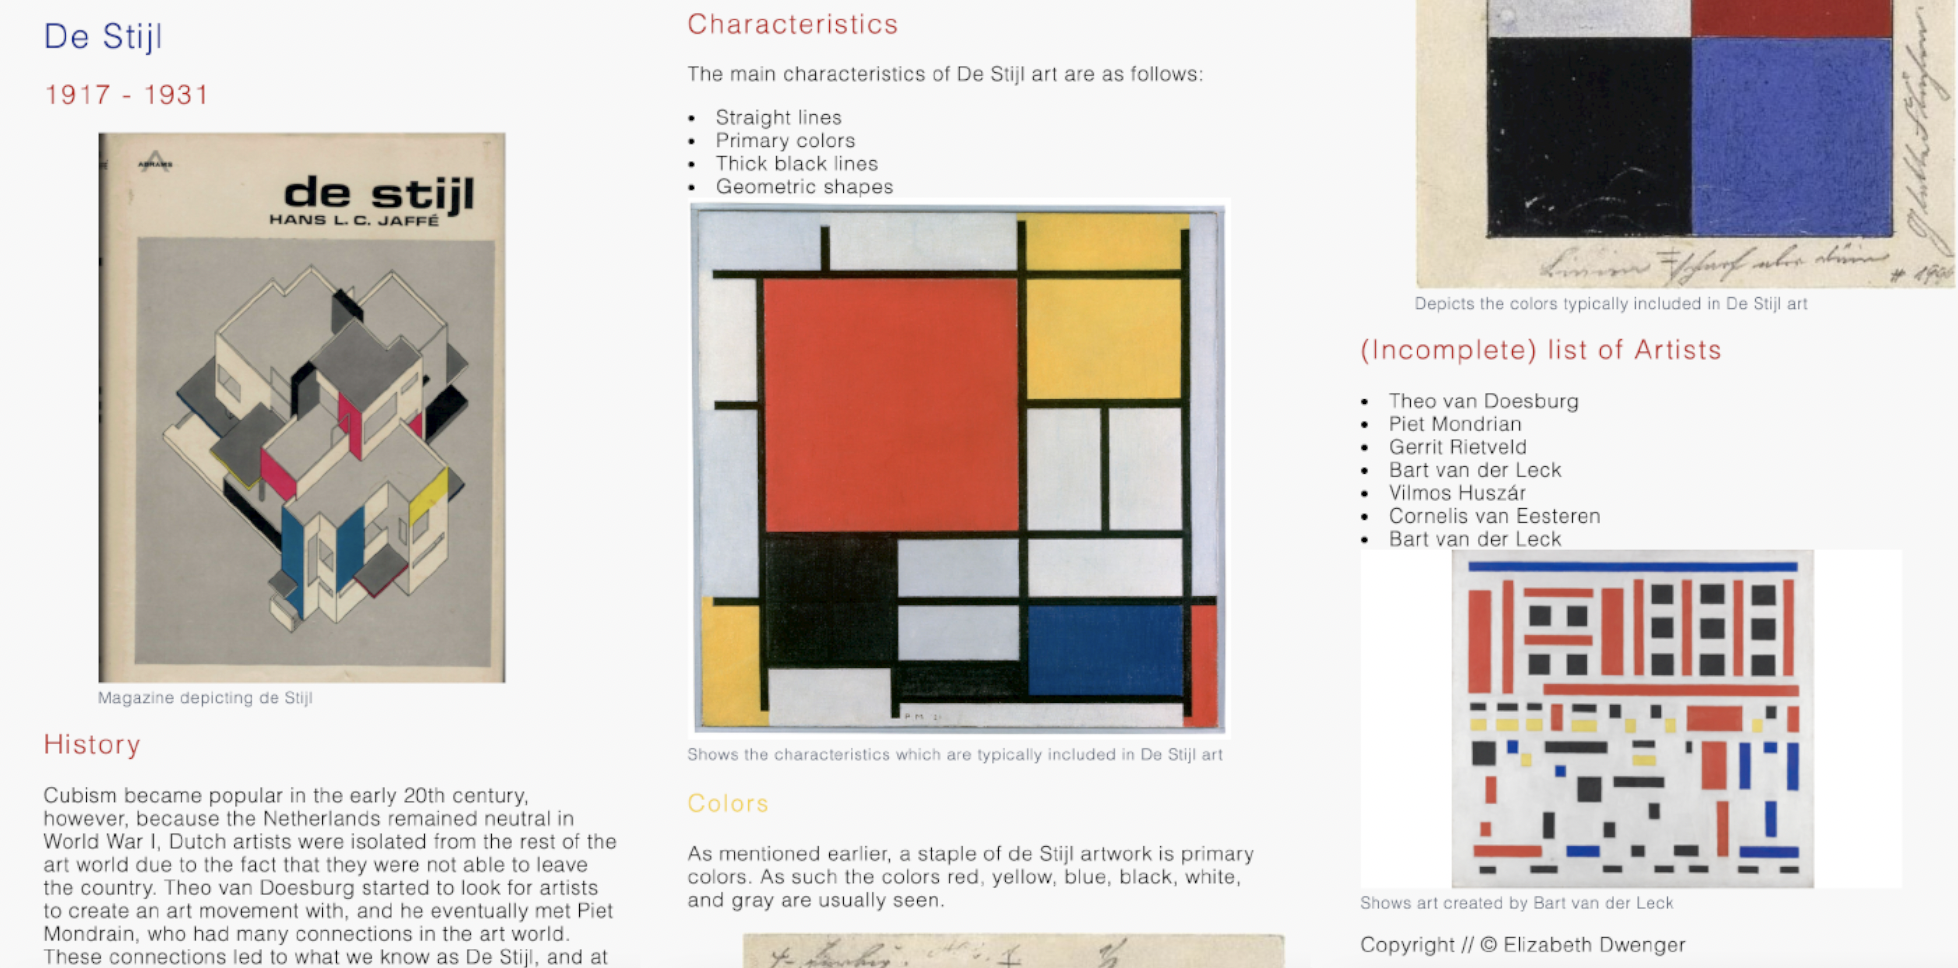 De Stijl
1917 - 1931
ABRAMS
de stijl
HANS L. C. JAFFÉ
Magazine depicting de Stijl
History
Cubism became popular in the early 20th century,
however, because the Netherlands remained neutral in
World War I, Dutch artists were isolated from the rest of the
art world due to the fact that they were not able to leave
the country. Theo van Doesburg started to look for artists
to create an art movement with, and he eventually met Piet
Mondrain, who had many connections in the art world.
These connections led to what we know as De Stijl, and at
Characteristics
The main characteristics of De Stijl art are as follows:
• Straight lines
• Primary colors
• Thick black lines
• Geometric shapes
Shows the characteristics which are typically included in De Stijl art
Colors
As mentioned earlier, a staple of de Stijl artwork is primary
colors. As such the colors red, yellow, blue, black, white,
and gray are usually seen.
Depicts the colors typically included in De Stijl art
(Incomplete) list of Artists
• Theo van Doesburg
• Piet Mondrian
• Gerrit Rietveld
• Bart van der Leck
• Vilmos Huszár
• Cornelis van Eesteren
• Bart van der Leck
Shows art created by Bart van der Leck
Copyright // © Elizabeth Dwenger